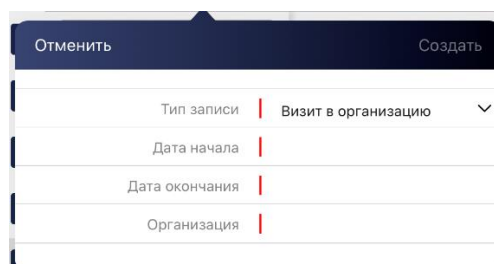 Отменить Создать
Тип записи Визит в организацию
Дата начала
Дата окончания
Организация